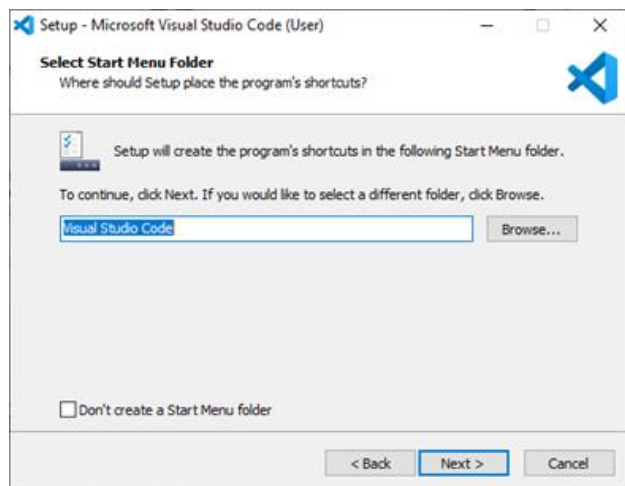 Setup - Microsoft Visual Studio Code (User)
Select Start Menu Folder
Where should Setup place the program's shortcuts?
Setup will create the program's shortcuts in the following Start Menu folder.
To continue, click Next. If you would like to select a different folder, click Browse.
Visual Studio Code
Browse...
Don't create a Start Menu folder
< Back
Next >
Cancel